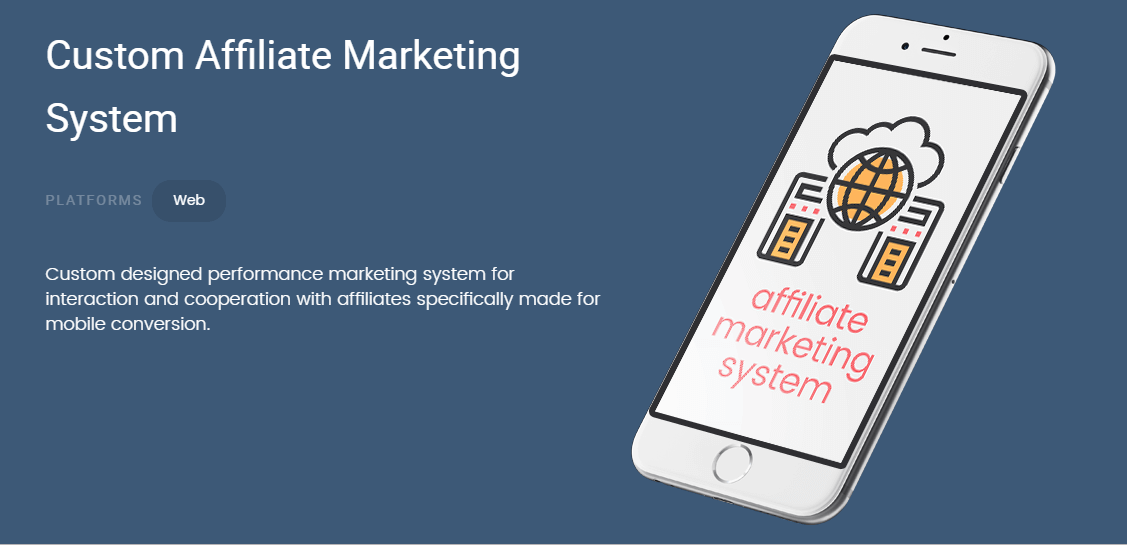 Custom Affiliate Marketing
System
PLATFORMS Web
Custom designed performance marketing system for
interaction and cooperation with affiliates specifically made for
mobile conversion.
affiliate
marketing
system